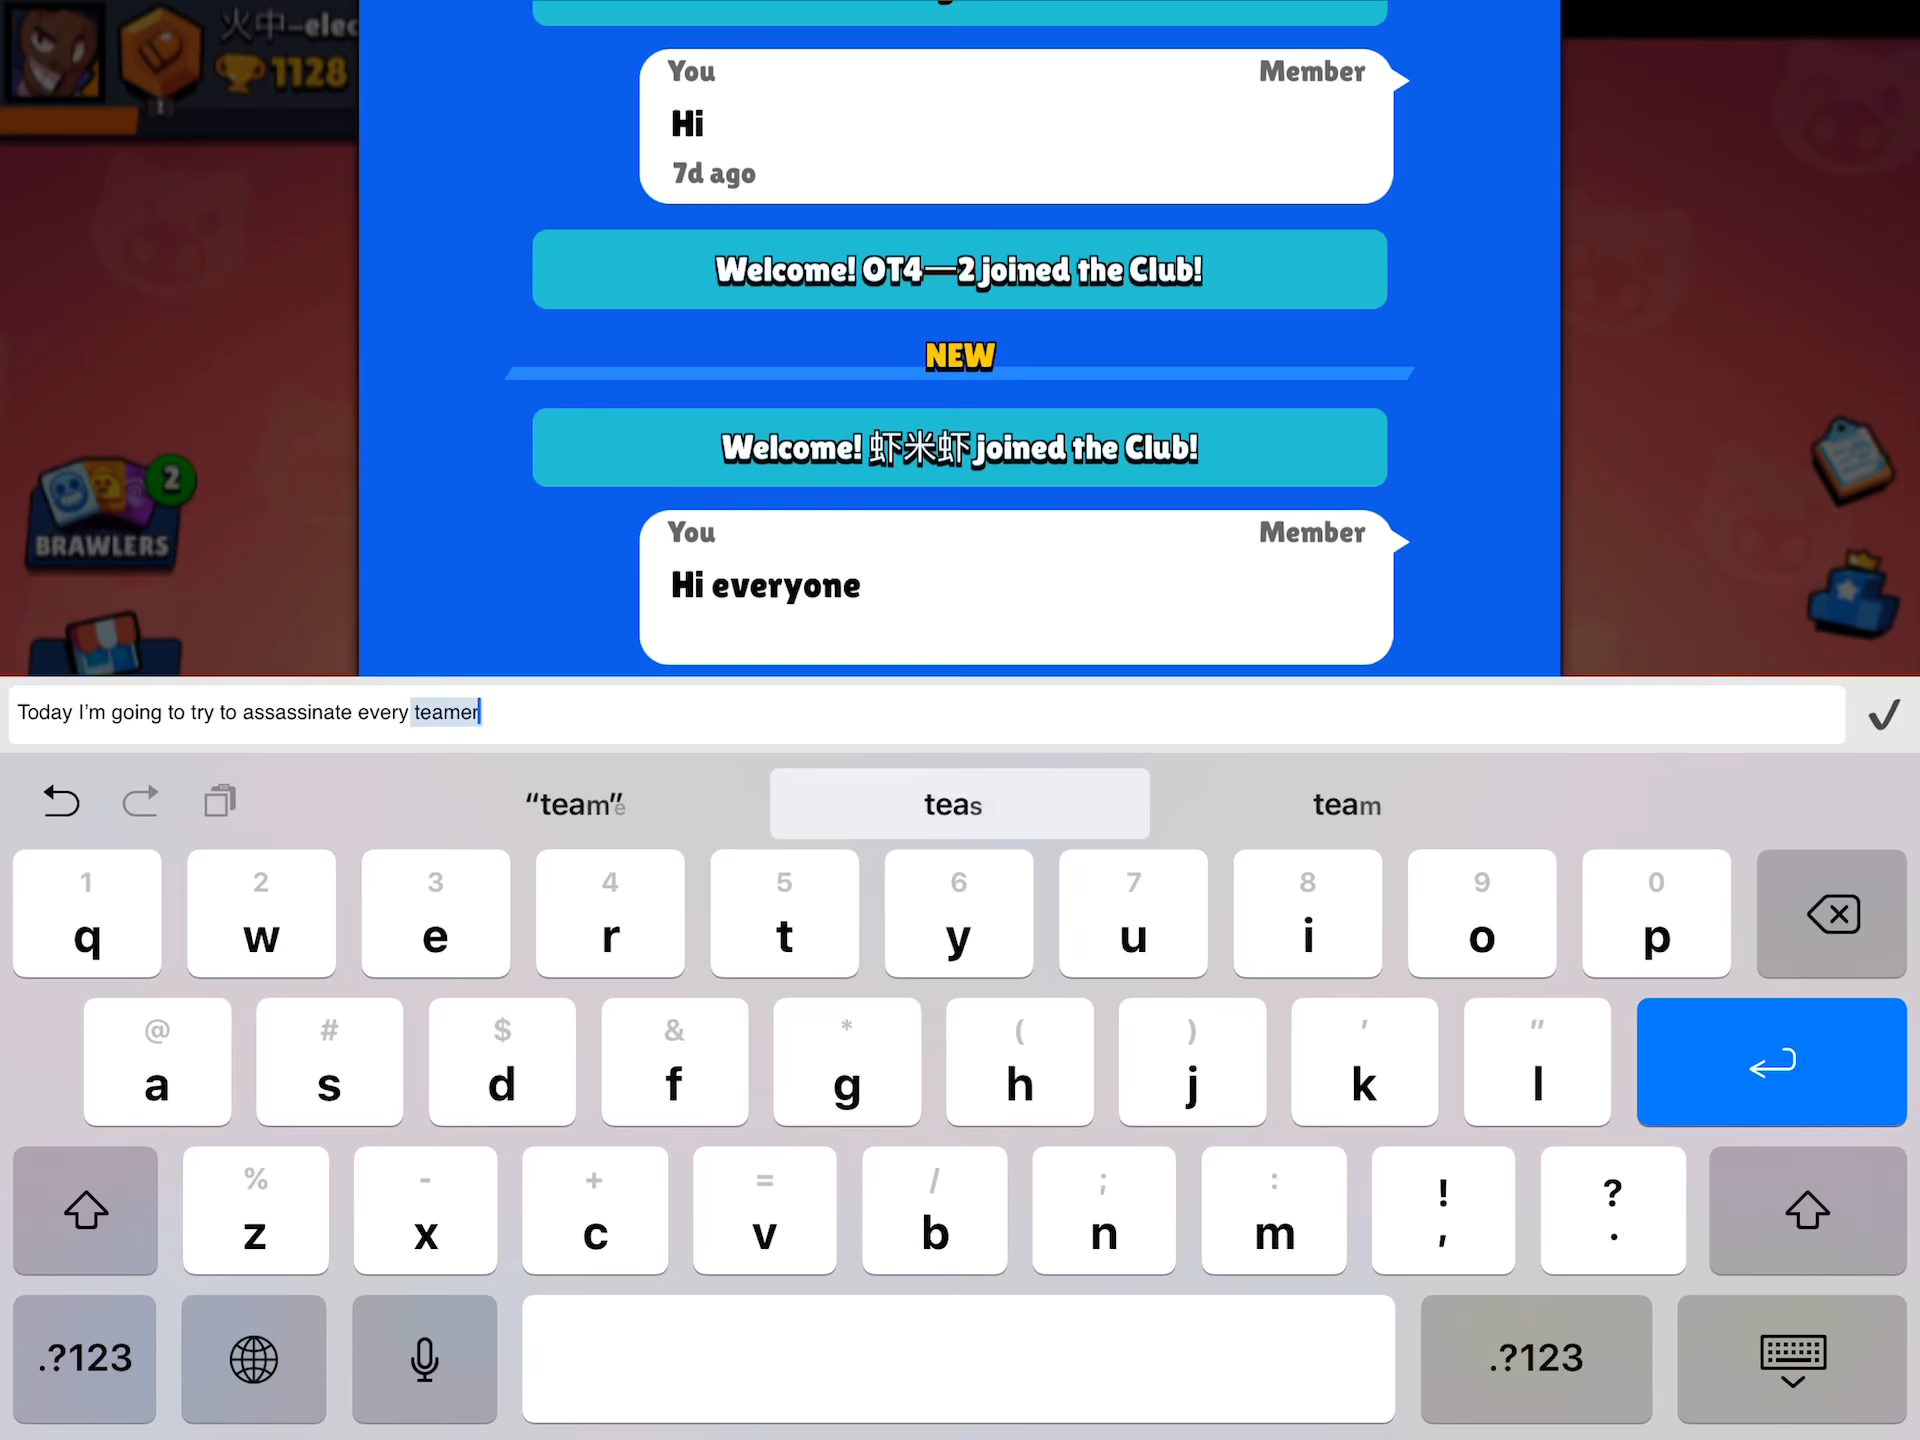 火中-elec
1128
1
You Member
Hi
7d ago
Welcome! OT4—2 joined the Club!
NEW
Welcome! 虾米虾 joined the Club!
2
BRAWLERS
You Member
Hi everyone
Today I'm going to try to assassinate every teamer
"team" teas team
1 2 3 4 5 6 7 8 9 0
q w e r t y u i o p
@ # $ & * ( ) ' "
a s d f g h j k l
% - + = / ; : ! ?
z x c v b n m , .
.?123 .?123